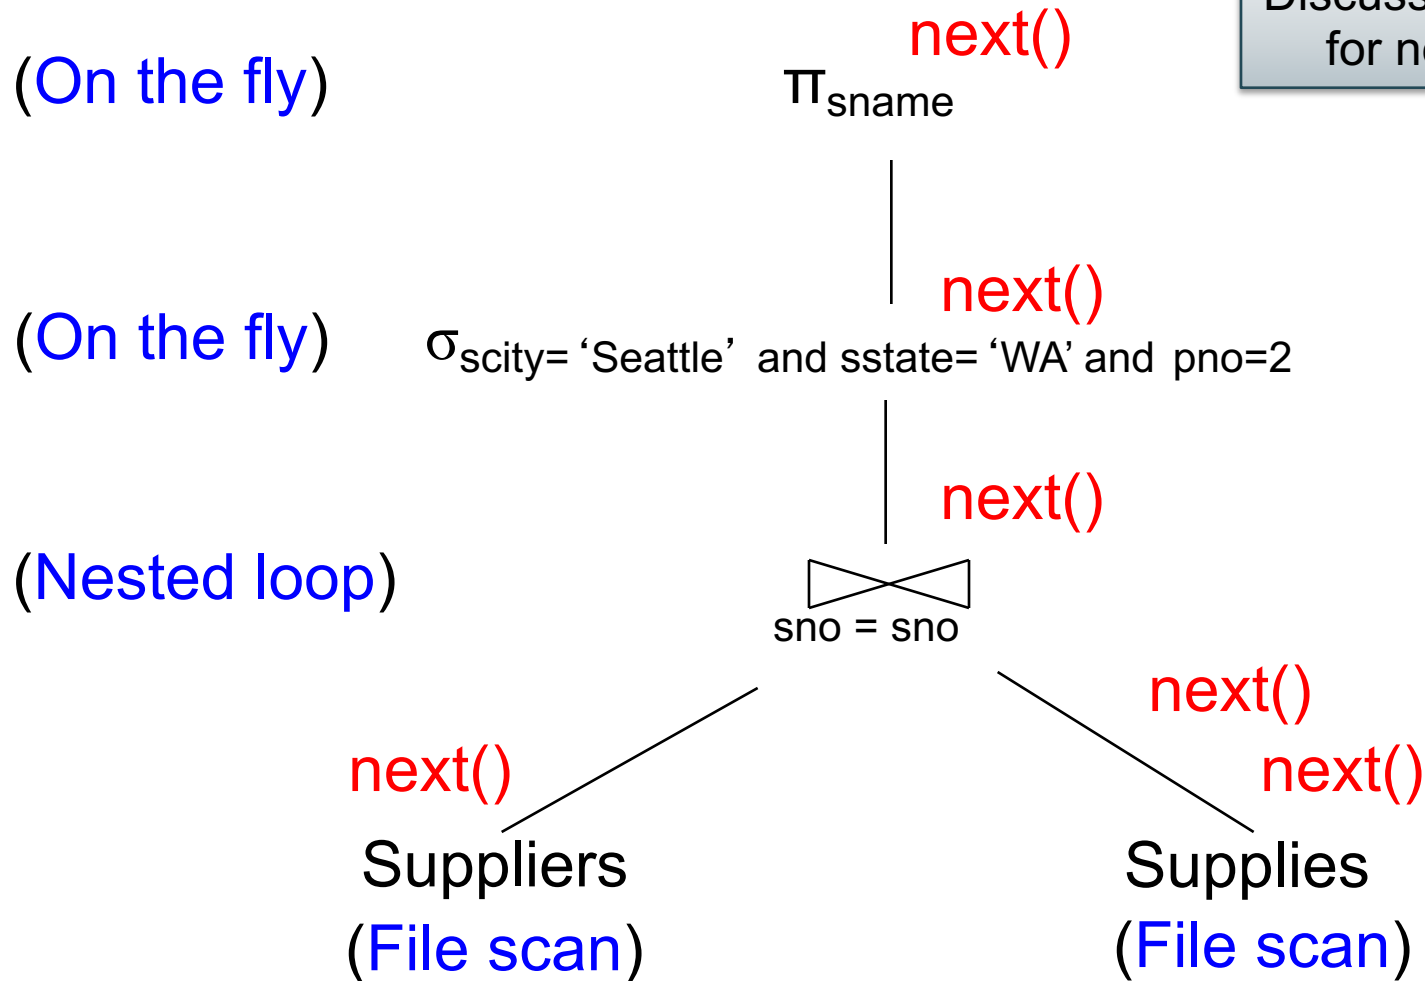 for
next()
(On the fly)
πsname
next()
(On the fly)
σscity= ‘Seattle’ and sstate= ‘WA’ and pno=2
next()
(Nested loop)
sno = sno
next()
next()
next()
Suppliers
Supplies
(File scan)
(File scan)